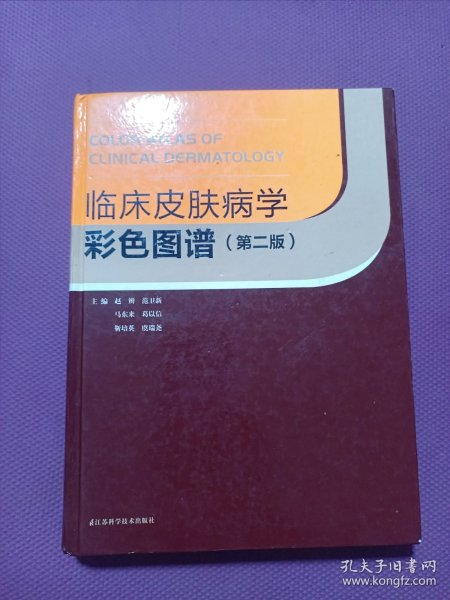 COLOR ATLAS OF
CLINICAL DERMATOLOGY
临床皮肤病学
彩色图谱（第二版）
主编 赵辨 范卫新
马东来 葛以信
靳培英 虞瑞尧
江苏科学技术出版社
孔夫子旧书网
www.kongfz.com